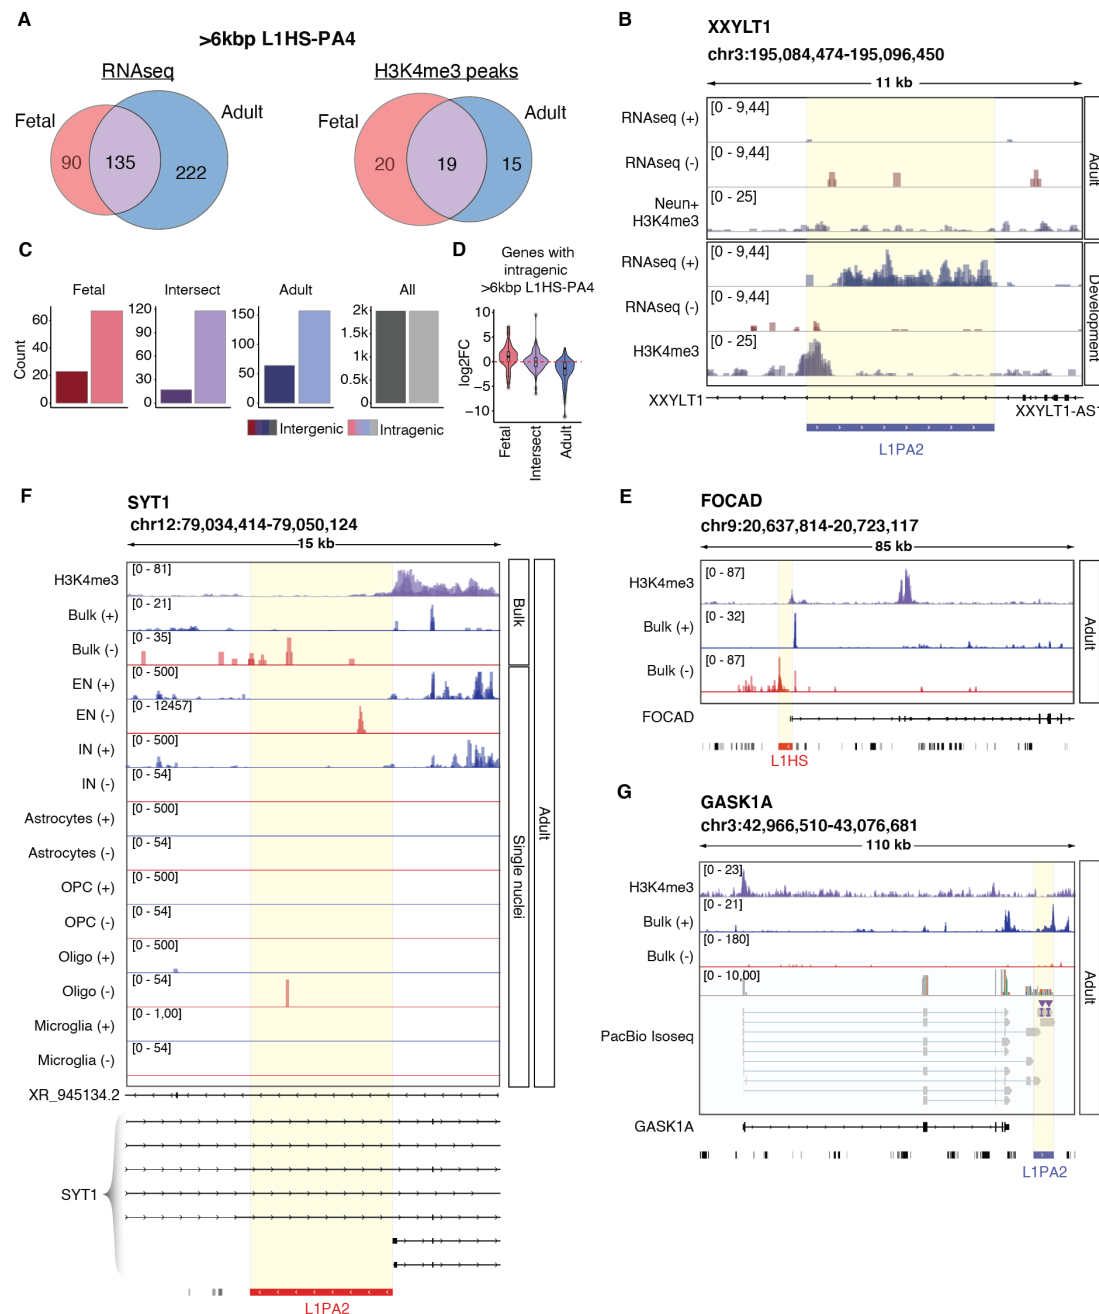 A
>6kbp L1HS-PA4
RNAseq
H3K4me3 peaks
Fetal
Adult
90
135
222
Fetal
Adult
20
19
15
B
XXYLT1
chr3:195,084,474-195,096,450
11 kb
RNAseq (+)
[0 - 9,44]
RNAseq (-)
[0 - 9,44]
Neun+
H3K4me3
[0 - 25]
Adult
RNAseq (+)
[0 - 9,44]
RNAseq (-)
[0 - 9,44]
H3K4me3
[0 - 25]
Development
XXYLT1
XXYLT1-AS1
L1PA2
C
Fetal
Intersect
Adult
All
Count
60
40
20
0
120
90
60
30
0
150
100
50
0
2k
1.5k
1k
0.5k
0
Intergenic
Intragenic
D
Genes with
intragenic
>6kbp L1HS-PA4
log2FC
10
5
0
−5
−10
Fetal
Intersect
Adult
F
SYT1
chr12:79,034,414-79,050,124
15 kb
H3K4me3
[0 - 81]
Bulk (+)
[0 - 21]
Bulk (-)
[0 - 35]
EN (+)
[0 - 500]
EN (-)
[0 - 12457]
IN (+)
[0 - 500]
IN (-)
[0 - 54]
Astrocytes (+)
[0 - 500]
Astrocytes (-)
[0 - 54]
OPC (+)
[0 - 500]
OPC (-)
[0 - 54]
Oligo (+)
[0 - 500]
Oligo (-)
[0 - 54]
Microglia (+)
[0 - 1,00]
Microglia (-)
[0 - 54]
Bulk
Single nuclei
Adult
XR_945134.2
SYT1
L1PA2
E
FOCAD
chr9:20,637,814-20,723,117
85 kb
H3K4me3
[0 - 87]
Bulk (+)
[0 - 32]
Bulk (-)
[0 - 87]
Adult
FOCAD
L1HS
G
GASK1A
chr3:42,966,510-43,076,681
110 kb
H3K4me3
[0 - 23]
Bulk (+)
[0 - 21]
Bulk (-)
[0 - 180]
[0 - 10,00]
PacBio Isoseq
Adult
GASK1A
L1PA2